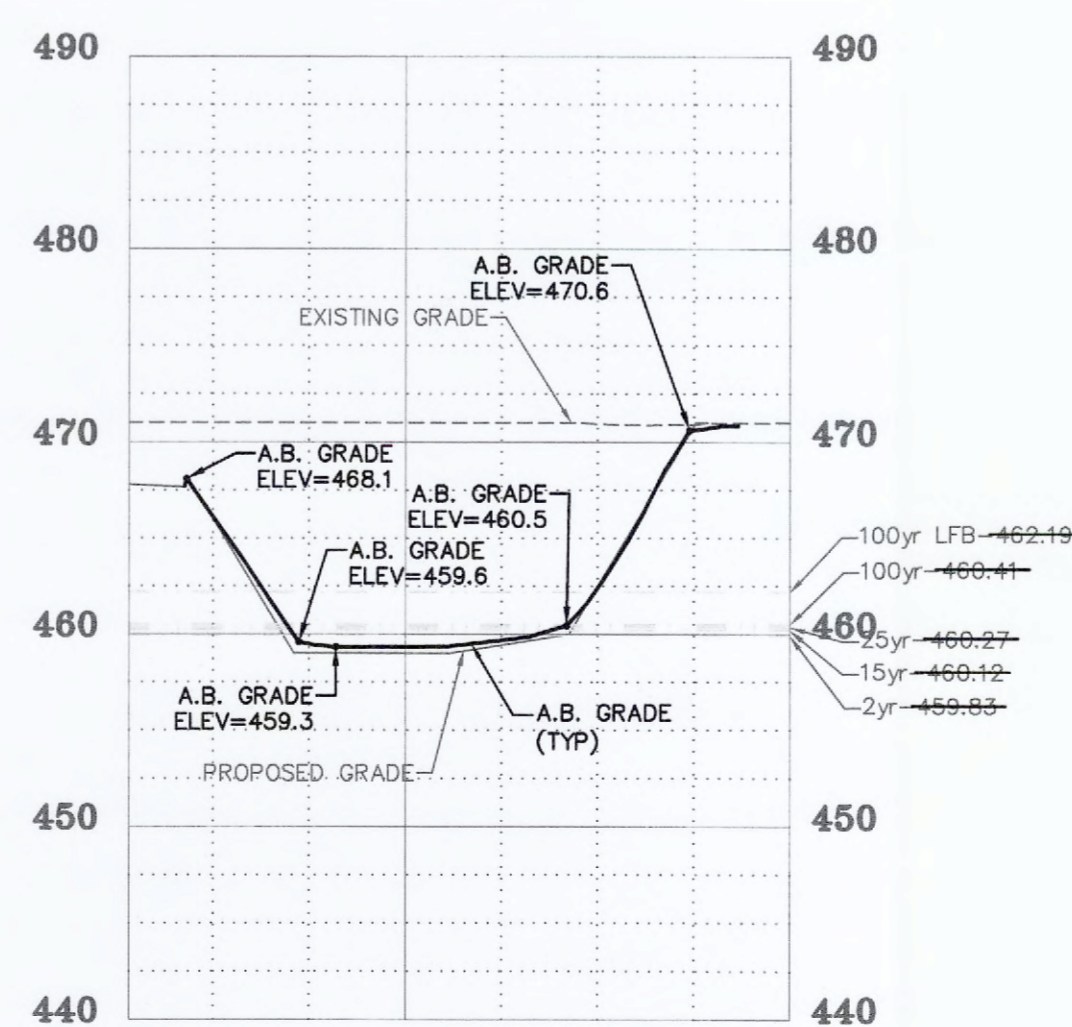 490 490
480 480
A.B. GRADE
ELEV=470.6
EXISTING GRADE
470 470
A.B. GRADE
ELEV=468.1
A.B. GRADE
ELEV=460.5
A.B. GRADE
ELEV=459.6
100yr LFB 462.19
100yr 460.41
460 460
25yr 460.27
15yr 460.12
2yr 459.83
A.B. GRADE
ELEV=459.3
A.B. GRADE
(TYP)
PROPOSED GRADE
450 450
440 440